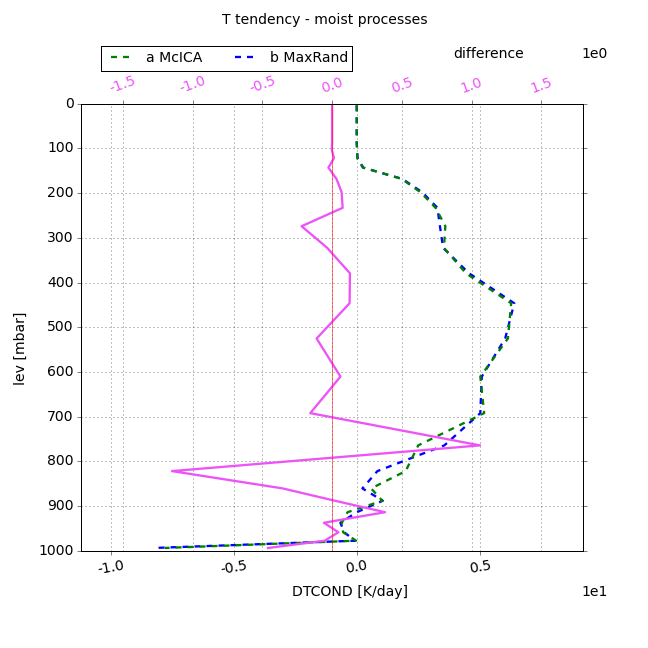 T tendency - moist processes
a McICA b MaxRand difference 1e0
-1.5 -1.0 -0.5 0.0 0.5 1.0 1.5
0
100
200
300
400
500
600
700
800
900
1000
lev [mbar]
-1.0 -0.5 0.0 0.5
DTCOND [K/day] 1e1